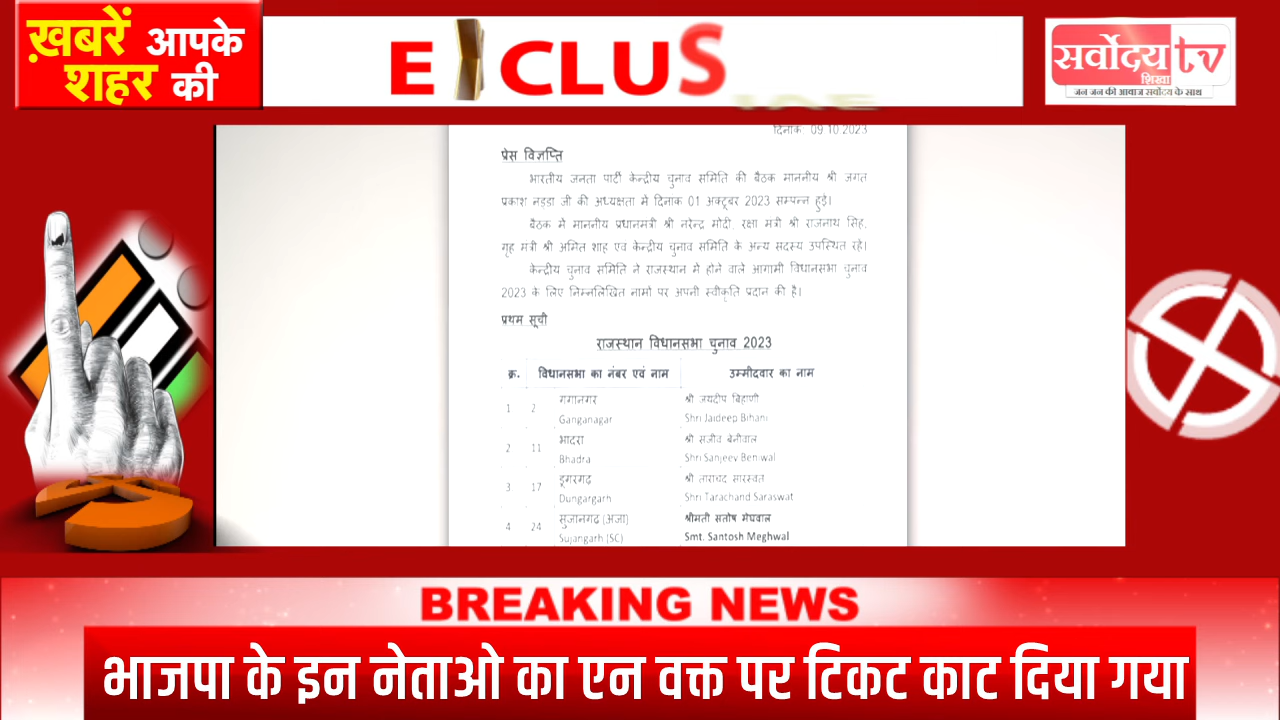 ख़बरें आपके
शहर की
E CLUS
सर्वोदय tv
शिखा
जन जन की आवाज सर्वोदय के साथ
दिनांक 09.10.2023
प्रेस विज्ञप्ति
भारतीय जनता पार्टी केन्द्रीय चुनाव समिति की बैठक माननीय श्री जगत
प्रकाश नड्डा जी की अध्यक्षता में दिनांक 01 अक्टूबर 2023 सम्पन्न हुई।
बैठक में माननीय प्रधानमंत्री श्री नरेन्द्र मोदी, रक्षा मंत्री श्री राजनाथ सिंह,
गृह मंत्री श्री अमित शाह एवं केन्द्रीय चुनाव समिति के अन्य सदस्य उपस्थित रहे।
केन्द्रीय चुनाव समिति ने राजस्थान में होने वाले आगामी विधानसभा चुनाव
2023 के लिए निम्नलिखित नामों पर अपनी स्वीकृति प्रदान की है।
प्रथम सूची
राजस्थान विधानसभा चुनाव 2023
क्र. विधानसभा का नंबर एवं नाम उम्मीदवार का नाम
1 2 गंगानगर श्री जयदीप बिहाणी
Ganganagar Shri Jaideep Bihani
2 11 भादरा श्री संजीव बेनीवाल
Bhadra Shri Sanjeev Beniwal
3 17 डूंगरगढ़ श्री ताराचंद सारस्वत
Dungargarh Shri Tarachand Saraswat
4 24 सुजानगढ़ (अजा) श्रीमती संतोष मेघवाल
Sujangarh (SC) Smt. Santosh Meghwal
BREAKING NEWS
भाजपा के इन नेताओ का एन वक्त पर टिकट काट दिया गया